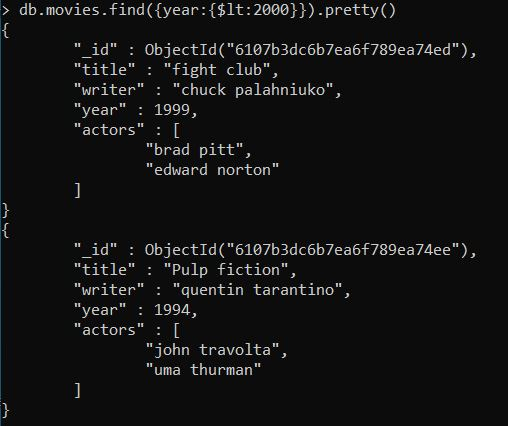 > db.movies.find({year:{$lt:2000}}).pretty()
{
        "_id" : ObjectId("6107b3dc6b7ea6f789ea74ed"),
        "title" : "fight club",
        "writer" : "chuck palahniuko",
        "year" : 1999,
        "actors" : [
                "brad pitt",
                "edward norton"
        ]
}
{
        "_id" : ObjectId("6107b3dc6b7ea6f789ea74ee"),
        "title" : "Pulp fiction",
        "writer" : "quentin tarantino",
        "year" : 1994,
        "actors" : [
                "john travolta",
                "uma thurman"
        ]
}